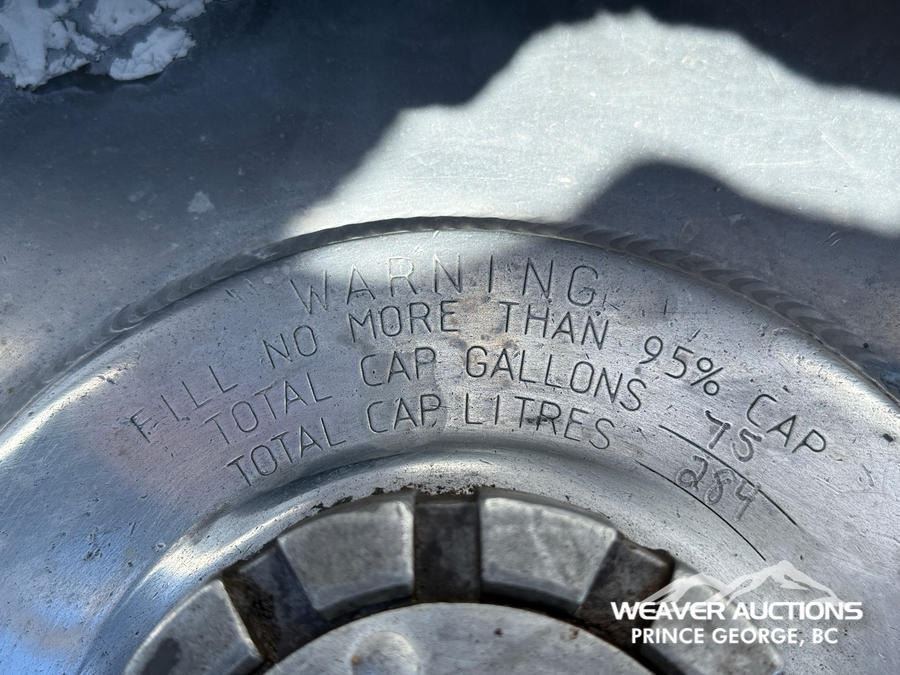 WARNING
FILL NO MORE THAN 95% CAP
TOTAL CAP GALLONS 75
TOTAL CAP LITRES 284
WEAVER AUCTIONS
PRINCE GEORGE, BC